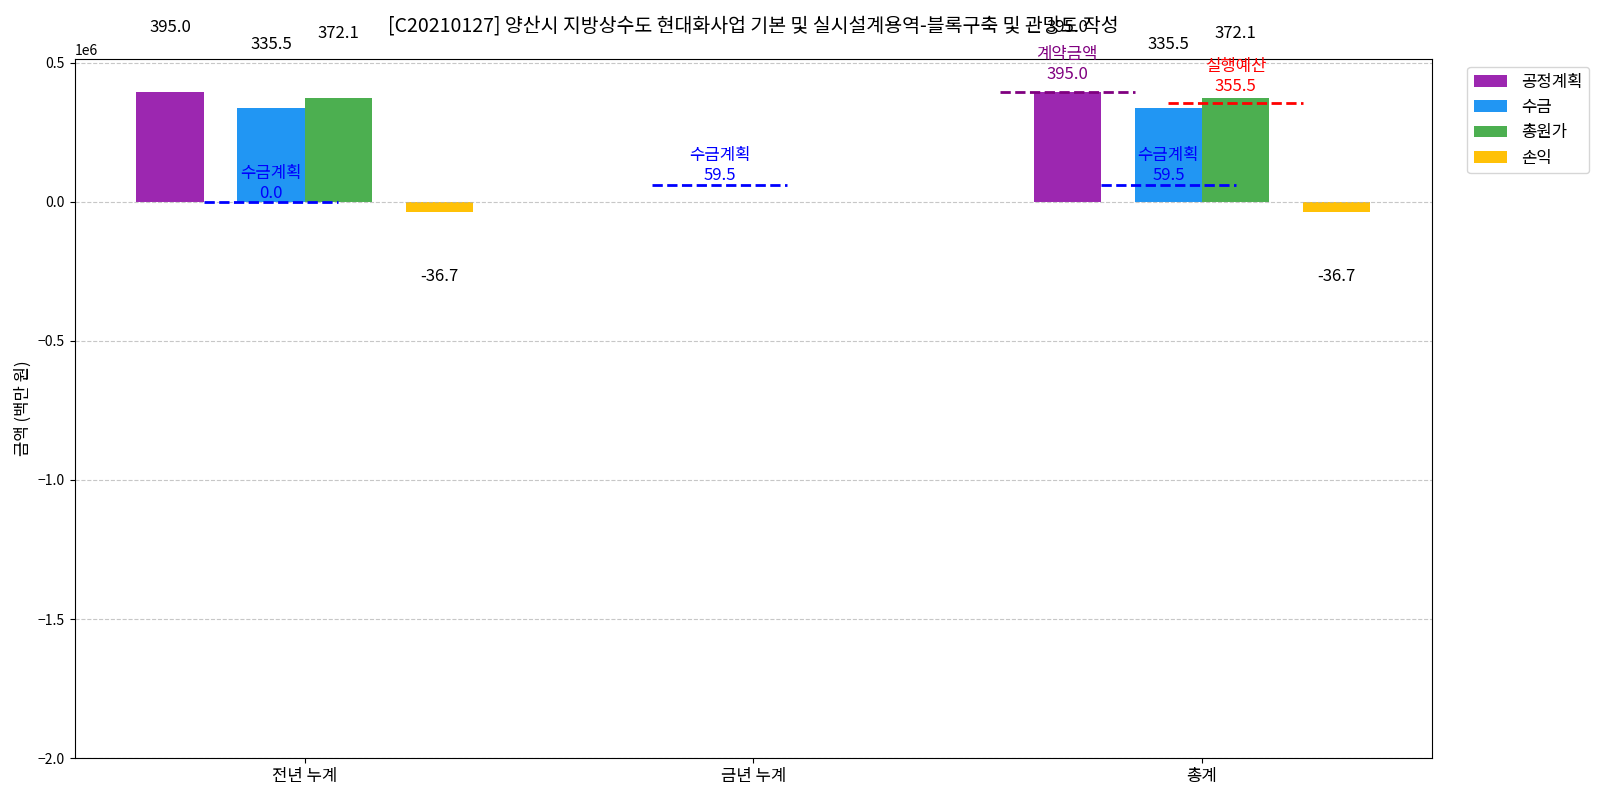 [C20210127] 양산시 지방상수도 현대화사업 기본 및 실시설계용역-블록구축 및 관망도 작성
395.0
335.5
372.1
395.0
335.5
372.1
1e6
계약금액
395.0
실행예산
355.5
수금계획
0.0
수금계획
59.5
수금계획
59.5
-36.7
-36.7
0.5
0.0
−0.5
−1.0
−1.5
−2.0
금액 (백만 원)
전년 누계
금년 누계
총계
공정계획
수금
총원가
손익